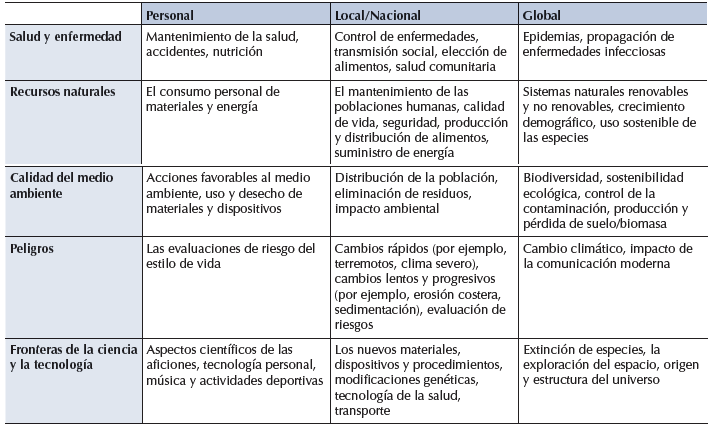 Personal
Local/Nacional
Global
Salud y enfermedad
Mantenimiento de la salud,
accidentes, nutrición
Control de enfermedades,
transmisión social, elección de
alimentos, salud comunitaria
Epidemias, propagación de
enfermedades infecciosas
Recursos naturales
El consumo personal de
materiales y energía
El mantenimiento de las
poblaciones humanas, calidad
de vida, seguridad, producción
y distribución de alimentos,
suministro de energía
Sistemas naturales renovables
y no renovables, crecimiento
demográfico, uso sostenible de
las especies
Calidad del medio
ambiente
Acciones favorables al medio
ambiente, uso y desecho de
materiales y dispositivos
Distribución de la población,
eliminación de residuos,
impacto ambiental
Biodiversidad, sostenibilidad
ecológica, control de la
contaminación, producción y
pérdida de suelo/biomasa
Peligros
Las evaluaciones de riesgo del
estilo de vida
Cambios rápidos (por ejemplo,
terremotos, clima severo),
cambios lentos y progresivos
(por ejemplo, erosión costera,
sedimentación), evaluación de
riesgos
Cambio climático, impacto de
la comunicación moderna
Fronteras de la ciencia
y la tecnología
Aspectos científicos de las
aficiones, tecnología personal,
música y actividades deportivas
Los nuevos materiales,
dispositivos y procedimientos,
modificaciones genéticas,
tecnología de la salud,
transporte
Extinción de especies, la
exploración del espacio, origen
y estructura del universo